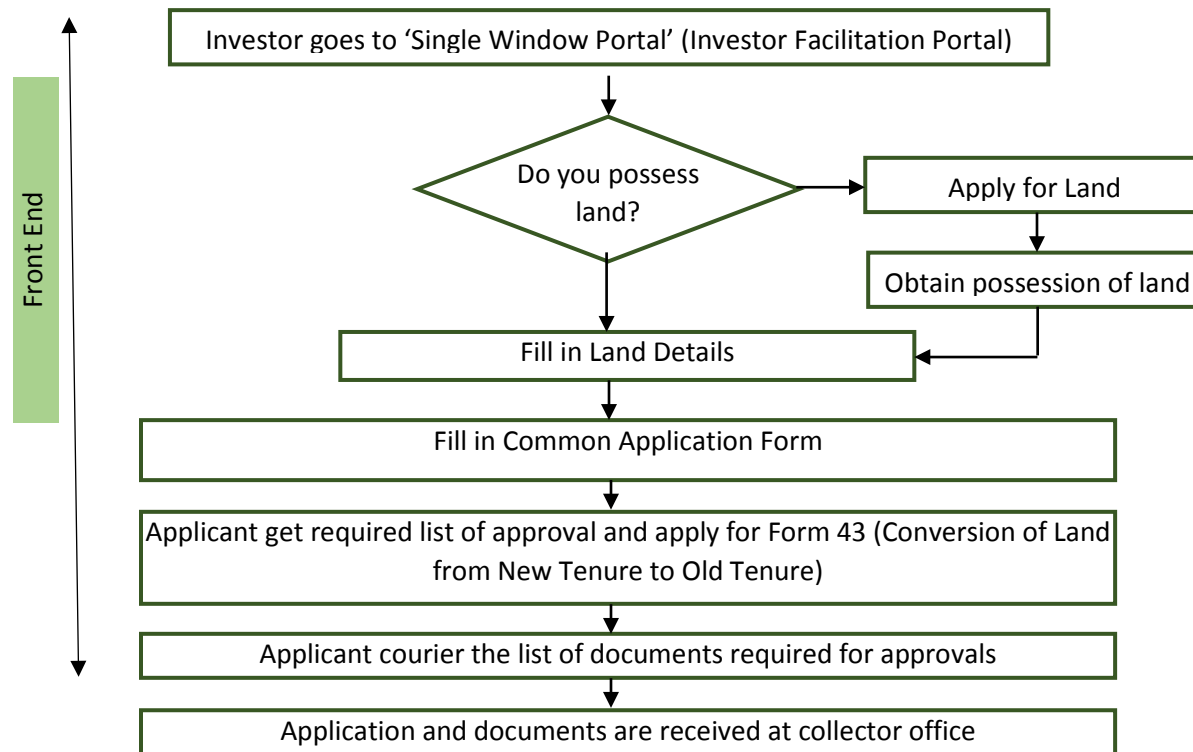 Investor goes to ‘Single Window Portal’ (Investor Facilitation Portal)
Front End
Do you possess
land?
Apply for Land
Obtain possession of land
Fill in Land Details
Fill in Common Application Form
Applicant get required list of approval and apply for Form 43 (Conversion of Land
from New Tenure to Old Tenure)
Applicant courier the list of documents required for approvals
Application and documents are received at collector office